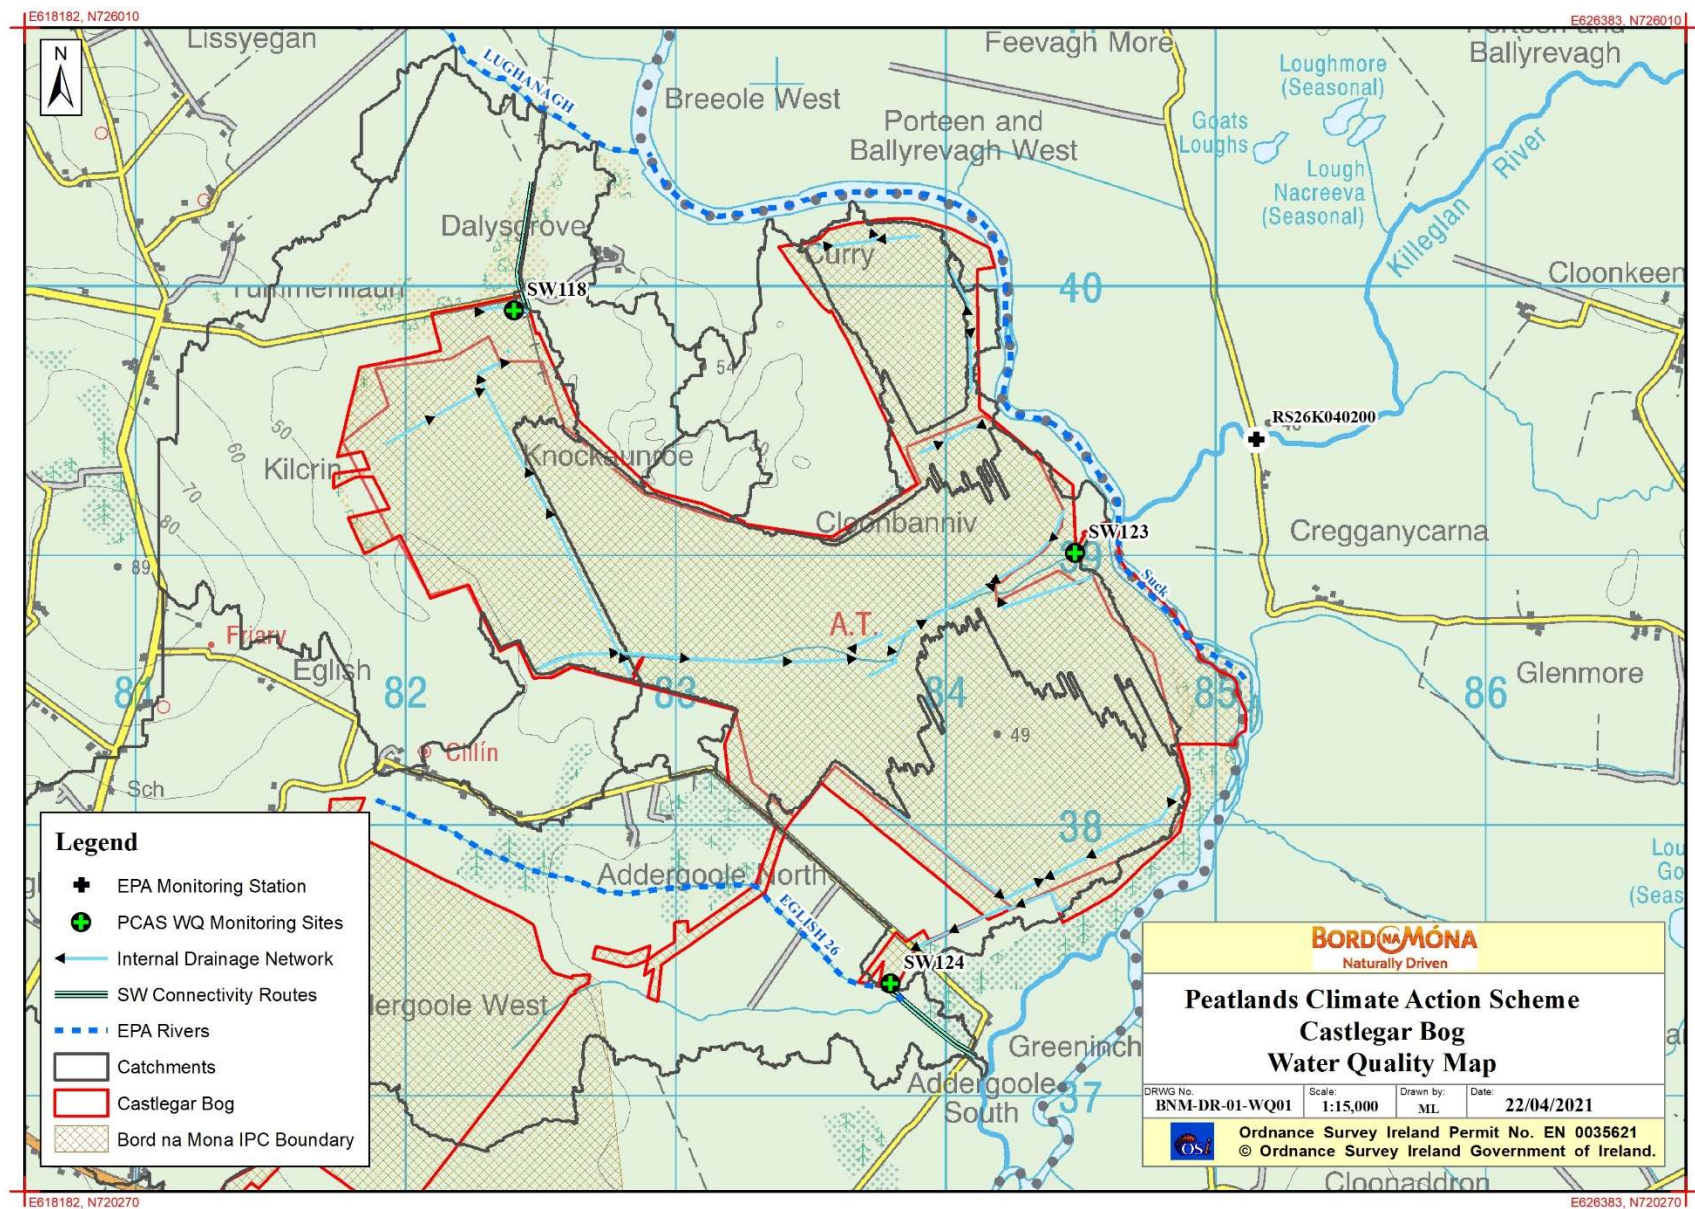 E618182, N726010
E626383, N726010
N
Lissyegan
LUGHANAGH
Breeole West
Feevagh More
Porteen and
Ballyrevagh
Loughmore
(Seasonal)
Goats
Loughs
Lough
Nacreeva
(Seasonal)
River
Killeglan
Porteen and
Ballyrevagh West
Dalysgrove
Curry
40
Cloonkeen
SW118
54
RS26K040200
50
60
70
80
89
Kilcrin
Knockaunroe
Cloonbanniv
SW123
39
Cregganycarna
Suck
A.T.
Friary
Eglish
81
82
83
84
85
86
Glenmore
49
Cillín
Sch
38
Addergoole North
EGLISH 26
SW124
Greeninch
Addergoole
South
37
Cloonaddron
Legend
EPA Monitoring Station
PCAS WQ Monitoring Sites
Internal Drainage Network
SW Connectivity Routes
EPA Rivers
Catchments
Castlegar Bog
Bord na Mona IPC Boundary
BORD NA MÓNA
Naturally Driven
Peatlands Climate Action Scheme
Castlegar Bog
Water Quality Map
DRWG No. Scale: Drawn by: Date:
BNM-DR-01-WQ01 1:15,000 ML 22/04/2021
OSi
Ordnance Survey Ireland Permit No. EN 0035621
© Ordnance Survey Ireland Government of Ireland.
E618182, N720270
E626383, N720270